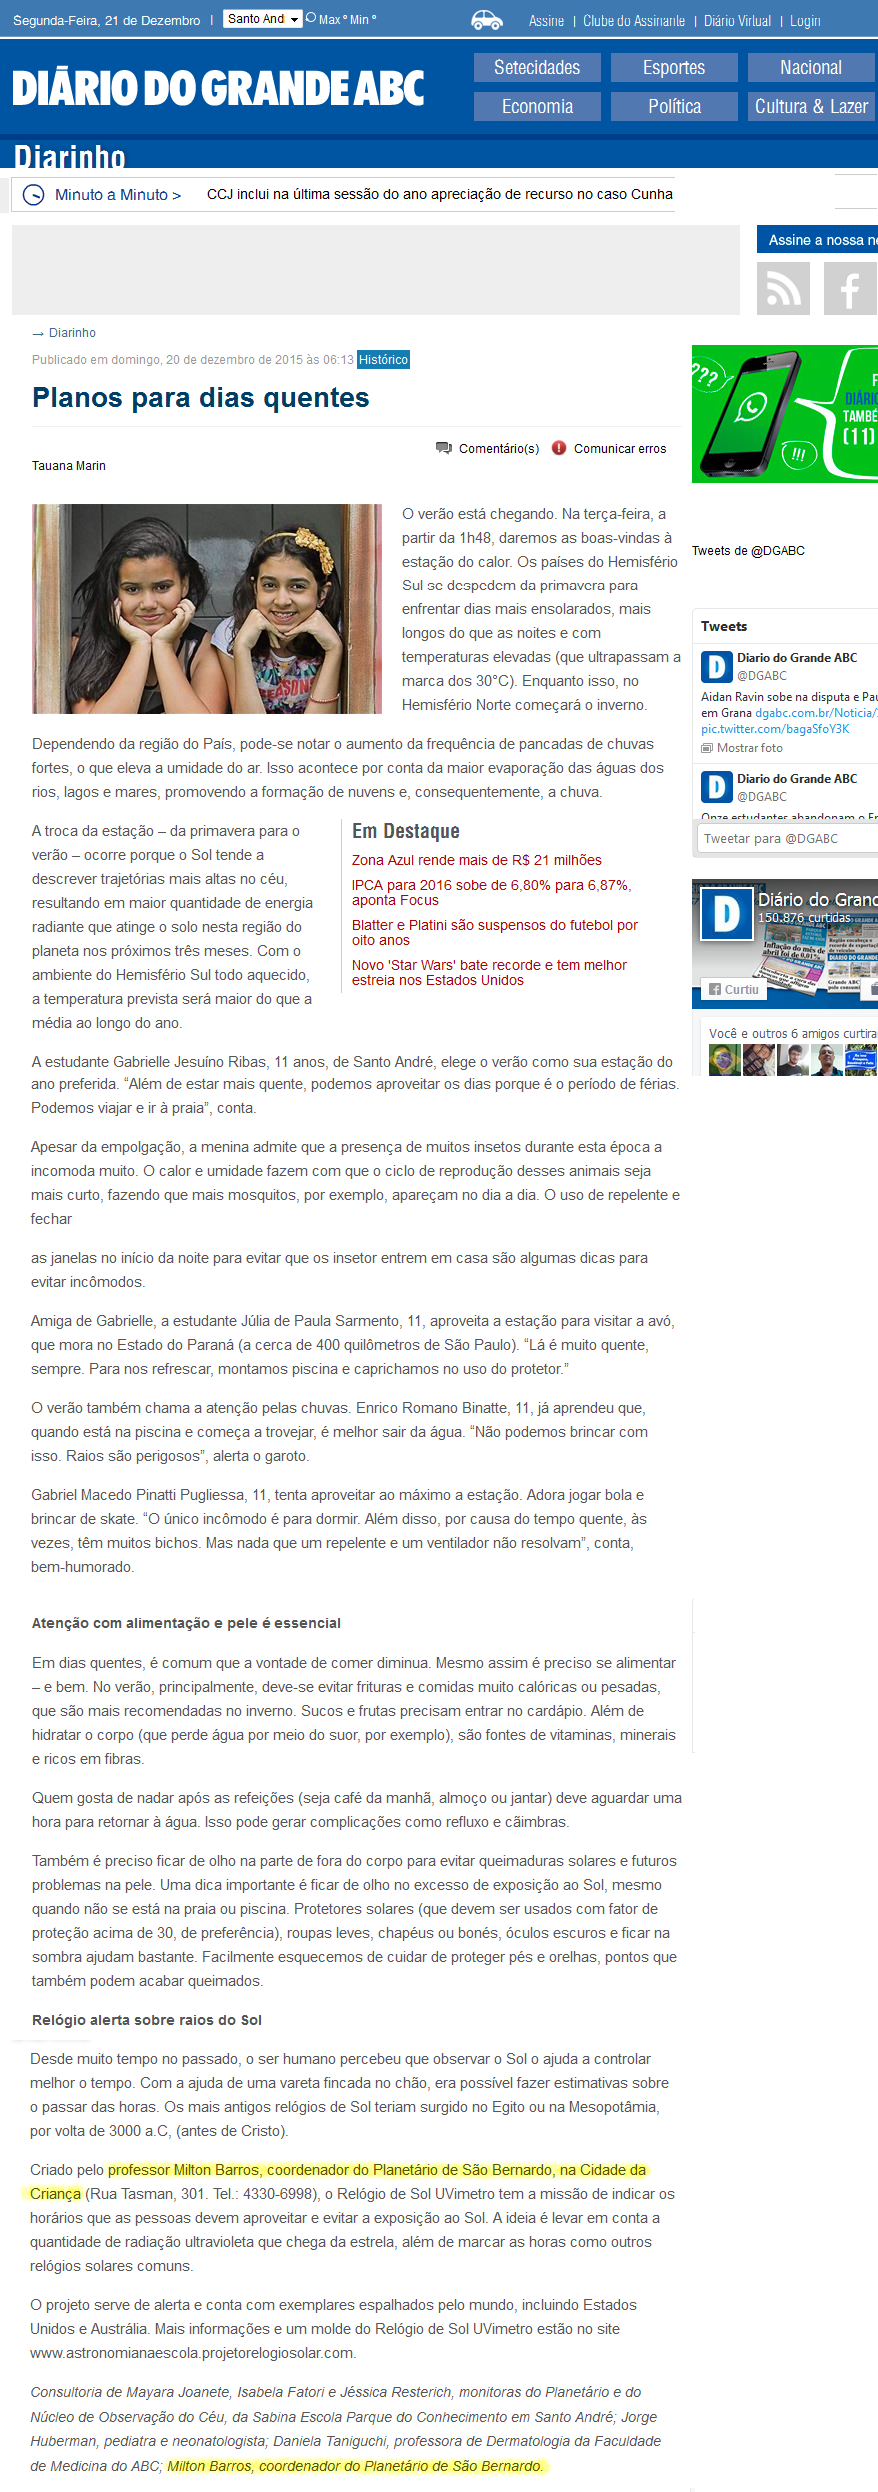 Segunda-Feira, 21 de Dezembro | Santo And Max º Min º
Assine | Clube do Assinante | Diário Virtual | Login
DIÁRIO DO GRANDE ABC
Setecidades Esportes Nacional
Economia Política Cultura & Lazer
Diarinho
Minuto a Minuto > CCJ inclui na última sessão do ano apreciação de recurso no caso Cunha
Assine a nossa
→ Diarinho
Publicado em domingo, 20 de dezembro de 2015 às 06:13 Histórico
Planos para dias quentes
Comentário(s) Comunicar erros
Tauana Marin
O verão está chegando. Na terça-feira, a
partir da 1h48, daremos as boas-vindas à
estação do calor. Os países do Hemisfério
Sul se despedem da primavera para
enfrentar dias mais ensolarados, mais
longos do que as noites e com
temperaturas elevadas (que ultrapassam a
marca dos 30°C). Enquanto isso, no
Hemisfério Norte começará o inverno.
Dependendo da região do País, pode-se notar o aumento da frequência de pancadas de chuvas
fortes, o que eleva a umidade do ar. Isso acontece por conta da maior evaporação das águas dos
rios, lagos e mares, promovendo a formação de nuvens e, consequentemente, a chuva.
A troca da estação – da primavera para o
verão – ocorre porque o Sol tende a
descrever trajetórias mais altas no céu,
resultando em maior quantidade de energia
radiante que atinge o solo nesta região do
planeta nos próximos três meses. Com o
ambiente do Hemisfério Sul todo aquecido,
a temperatura prevista será maior do que a
média ao longo do ano.
Em Destaque
Zona Azul rende mais de R$ 21 milhões
IPCA para 2016 sobe de 6,80% para 6,87%,
aponta Focus
Blatter e Platini são suspensos do futebol por
oito anos
Novo 'Star Wars' bate recorde e tem melhor
estreia nos Estados Unidos
A estudante Gabrielle Jesuíno Ribas, 11 anos, de Santo André, elege o verão como sua estação do
ano preferida. “Além de estar mais quente, podemos aproveitar os dias porque é o período de férias.
Podemos viajar e ir à praia”, conta.
Apesar da empolgação, a menina admite que a presença de muitos insetos durante esta época a
incomoda muito. O calor e umidade fazem com que o ciclo de reprodução desses animais seja
mais curto, fazendo que mais mosquitos, por exemplo, apareçam no dia a dia. O uso de repelente e
fechar
as janelas no início da noite para evitar que os insetor entrem em casa são algumas dicas para
evitar incômodos.
Amiga de Gabrielle, a estudante Júlia de Paula Sarmento, 11, aproveita a estação para visitar a avó,
que mora no Estado do Paraná (a cerca de 400 quilômetros de São Paulo). “Lá é muito quente,
sempre. Para nos refrescar, montamos piscina e caprichamos no uso do protetor.”
O verão também chama a atenção pelas chuvas. Enrico Romano Binatte, 11, já aprendeu que,
quando está na piscina e começa a trovejar, é melhor sair da água. “Não podemos brincar com
isso. Raios são perigosos”, alerta o garoto.
Gabriel Macedo Pinatti Pugliessa, 11, tenta aproveitar ao máximo a estação. Adora jogar bola e
brincar de skate. “O único incômodo é para dormir. Além disso, por causa do tempo quente, às
vezes, têm muitos bichos. Mas nada que um repelente e um ventilador não resolvam”, conta,
bem-humorado.
Atenção com alimentação e pele é essencial
Em dias quentes, é comum que a vontade de comer diminua. Mesmo assim é preciso se alimentar
– e bem. No verão, principalmente, deve-se evitar frituras e comidas muito calóricas ou pesadas,
que são mais recomendadas no inverno. Sucos e frutas precisam entrar no cardápio. Além de
hidratar o corpo (que perde água por meio do suor, por exemplo), são fontes de vitaminas, minerais
e ricos em fibras.
Quem gosta de nadar após as refeições (seja café da manhã, almoço ou jantar) deve aguardar uma
hora para retornar à água. Isso pode gerar complicações como refluxo e cãimbras.
Também é preciso ficar de olho na parte de fora do corpo para evitar queimaduras solares e futuros
problemas na pele. Uma dica importante é ficar de olho no excesso de exposição ao Sol, mesmo
quando não se está na praia ou piscina. Protetores solares (que devem ser usados com fator de
proteção acima de 30, de preferência), roupas leves, chapéus ou bonés, óculos escuros e ficar na
sombra ajudam bastante. Facilmente esquecemos de cuidar de proteger pés e orelhas, pontos que
também podem acabar queimados.
Relógio alerta sobre raios do Sol
Desde muito tempo no passado, o ser humano percebeu que observar o Sol o ajuda a controlar
melhor o tempo. Com a ajuda de uma vareta fincada no chão, era possível fazer estimativas sobre
o passar das horas. Os mais antigos relógios de Sol teriam surgido no Egito ou na Mesopotâmia,
por volta de 3000 a.C, (antes de Cristo).
Criado pelo professor Milton Barros, coordenador do Planetário de São Bernardo, na Cidade da
Criança (Rua Tasman, 301. Tel.: 4330-6998), o Relógio de Sol UVimetro tem a missão de indicar os
horários que as pessoas devem aproveitar e evitar a exposição ao Sol. A ideia é levar em conta a
quantidade de radiação ultravioleta que chega da estrela, além de marcar as horas como outros
relógios solares comuns.
O projeto serve de alerta e conta com exemplares espalhados pelo mundo, incluindo Estados
Unidos e Austrália. Mais informações e um molde do Relógio de Sol UVimetro estão no site
www.astronomianaescola.projetorelogiosolar.com.
Consultoria de Mayara Joanete, Isabela Fatori e Jéssica Resterich, monitoras do Planetário e do
Núcleo de Observação do Céu, da Sabina Escola Parque do Conhecimento em Santo André; Jorge
Huberman, pediatra e neonatologista; Daniela Taniguchi, professora de Dermatologia da Faculdade
de Medicina do ABC; Milton Barros, coordenador do Planetário de São Bernardo.
???
!!!
F
DIÁRIO
TAMBÉ
(11)
Tweets de @DGABC
Tweets
Diario do Grande ABC
@DGABC
Aidan Ravin sobe na disputa e Pau
em Grana dgabc.com.br/Noticia/
pic.twitter.com/bagaSfoY3K
Mostrar foto
Diario do Grande ABC
@DGABC
Onze estudantes abandonam o
Tweetar para @DGABC
Diário do Grand
150.876 curtidas
Inflação do mês de
abril foi de 0,01%
Curtiu
Você e outros 6 amigos curtira